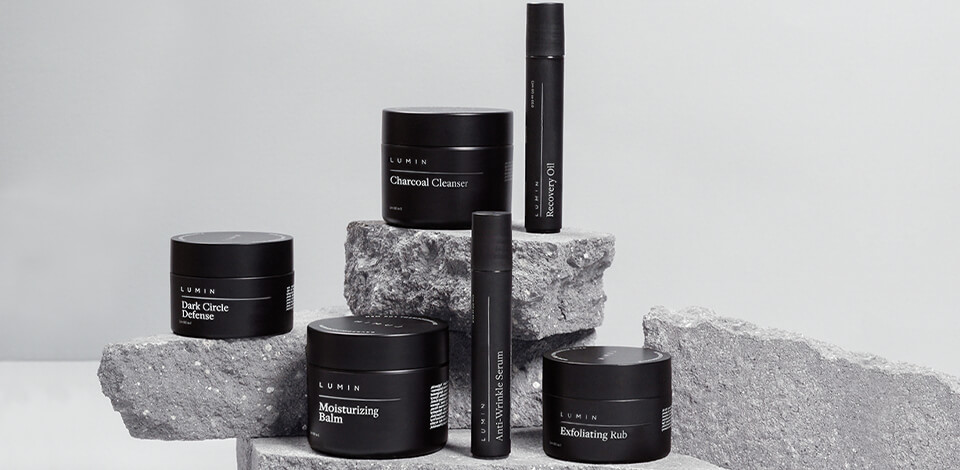 LUMIN
Charcoal Cleanser
LUMIN
Recovery Oil
LUMIN
Dark Circle
Defense
LUMIN
LUMIN
Moisturizing
Balm
LUMIN
Anti-Wrinkle Serum
LUMIN
Exfoliating Rub